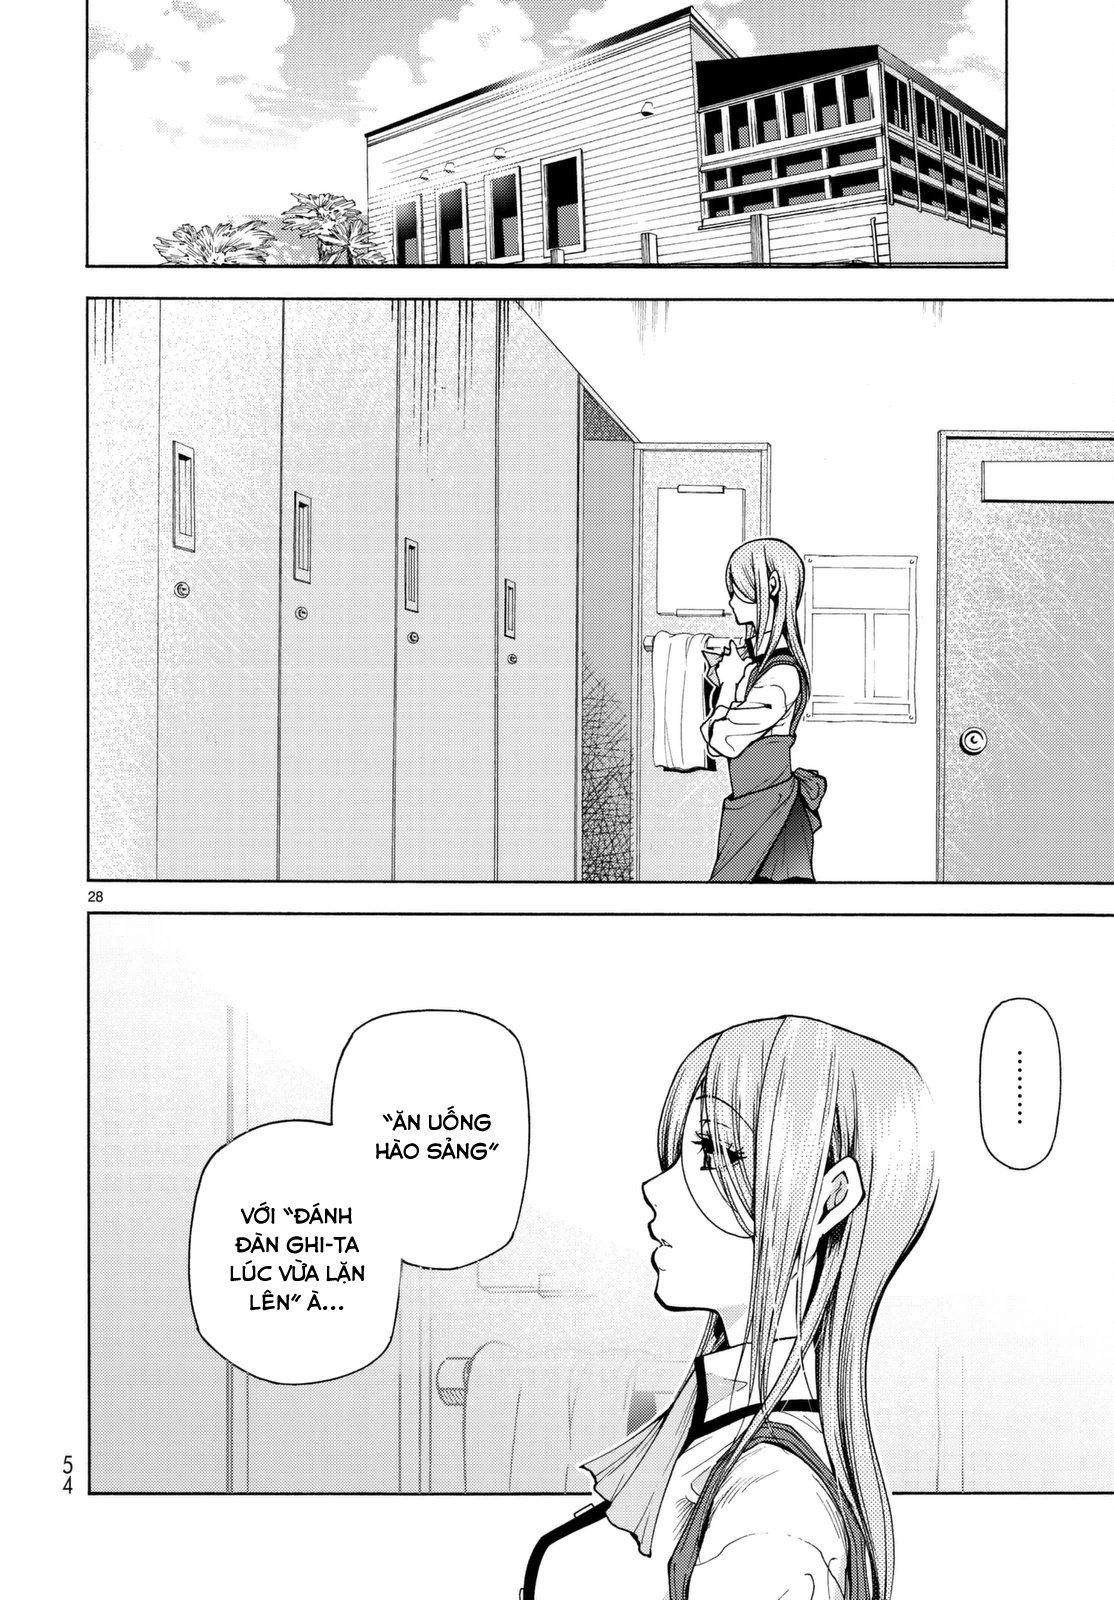 28
………
"ĂN UỐNG
HÀO SẢNG"
VỚI "ĐÁNH
ĐÀN GHI-TA
LÚC VỪA LẶN
LÊN" À...
54